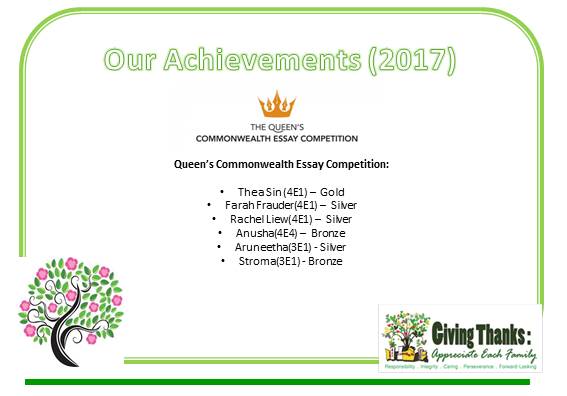 Our Achievements (2017)
THE QUEEN'S
COMMONWEALTH ESSAY COMPETITION
Queen's Commonwealth Essay Competition:
• Thea Sin (4E1) – Gold
• Farah Frauder(4E1) – Silver
• Rachel Liew(4E1) – Silver
• Anusha(4E4) – Bronze
• Aruneetha(3E1) - Silver
• Stroma(3E1) - Bronze
Giving Thanks:
Appreciate Each Family
Responsibility . Integrity . Caring . Perseverance . Forward Looking